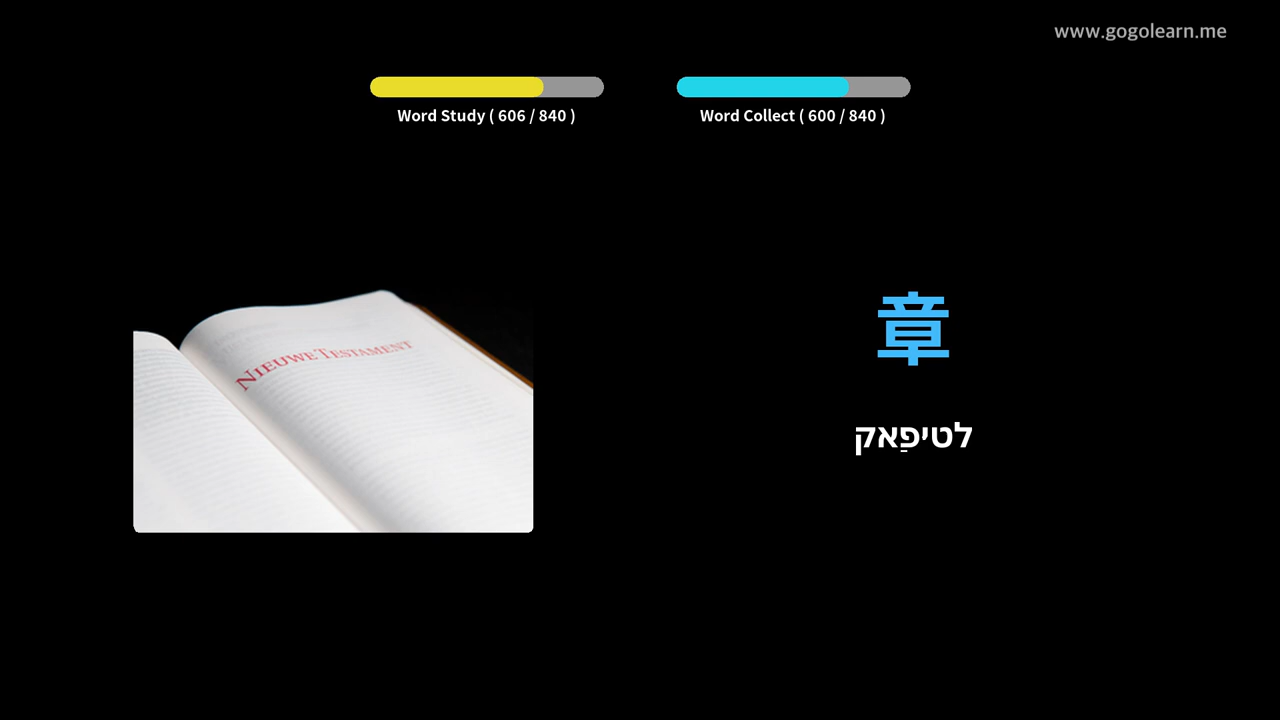 www.gogolearn.me
Word Study ( 606 / 840 )
Word Collect ( 600 / 840 )
NIEUWE TESTAMENT
章
לטיפַאק